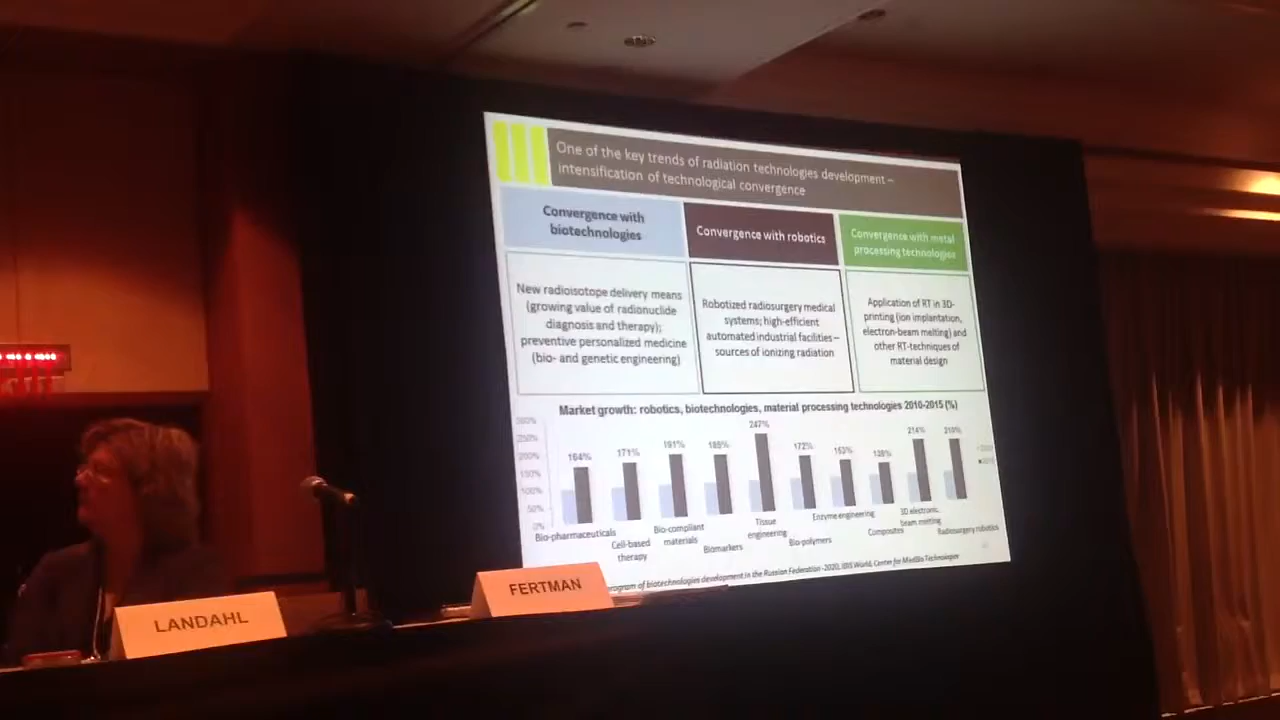 One of the key trends of radiation technologies development –
intensification of technological convergence
Convergence with
biotechnologies
Convergence with robotics
Convergence with metal
processing technologies
New radioisotope delivery means
(growing value of radionuclide
diagnosis and therapy);
preventive personalized medicine
(bio- and genetic engineering)
Robotized radiosurgery medical
systems; high-efficient
automated industrial facilities –
sources of ionizing radiation
Application of RT in 3D-
printing (ion implantation,
electron-beam melting) and
other RT-techniques of
material design
Market growth: robotics, biotechnologies, material processing technologies 2010-2015 (%)
300%
250%
200%
150%
100%
50%
0%
164%
171%
191%
247%
172%
153%
214%
Bio-pharmaceuticals
Cell-based
therapy
Bio-compliant
materials
Biomarkers
Tissue
engineering
Bio-polymers
Enzyme engineering
Composites
3D electronic
beam melting
Radiosurgery robotics
program of biotechnologies development in the Russian Federation -2020, IBIS World, Center for
FERTMAN
LANDAHL